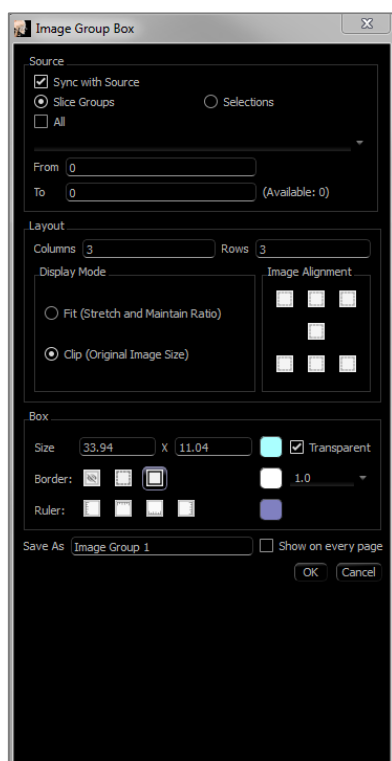 Image Group Box
Source
Sync with Source
Slice Groups Selections
All
From 0
To 0 (Available: 0)
Layout
Columns 3 Rows 3
Display Mode Image Alignment
Fit (Stretch and Maintain Ratio)
Clip (Original Image Size)
Box
Size 33.94 X 11.04 Transparent
Border: 1.0
Ruler:
Save As Image Group 1 Show on every page
OK Cancel